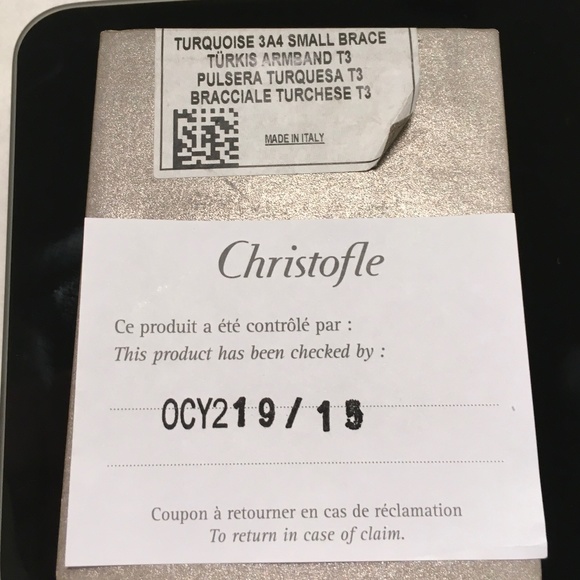 TURQUOISE 3A4 SMALL BRACE
TÜRKIS ARMBAND T3
PULSERA TURQUESA T3
BRACCIALE TURCHESE T3
MADE IN ITALY
Christofle
Ce produit a été contrôlé par :
This product has been checked by :
OCY219/15
Coupon à retourner en cas de réclamation
To return in case of claim.